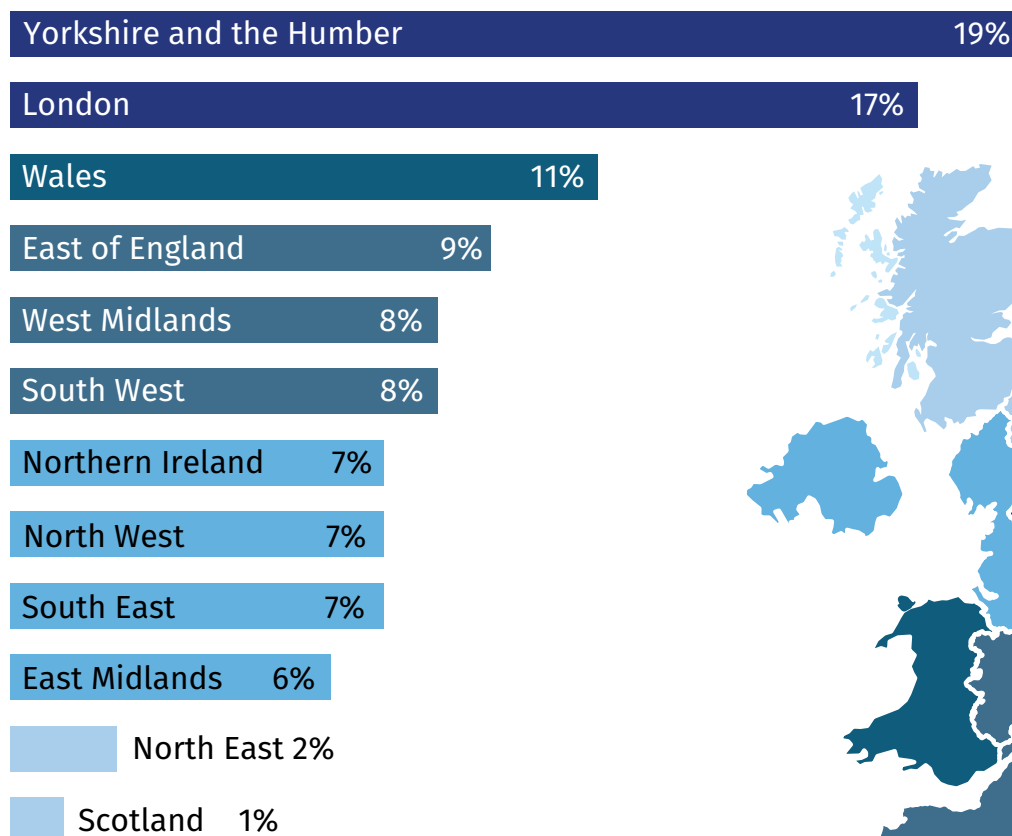 Yorkshire and the Humber 19%
London 17%
Wales 11%
East of England 9%
West Midlands 8%
South West 8%
Northern Ireland 7%
North West 7%
South East 7%
East Midlands 6%
North East 2%
Scotland 1%